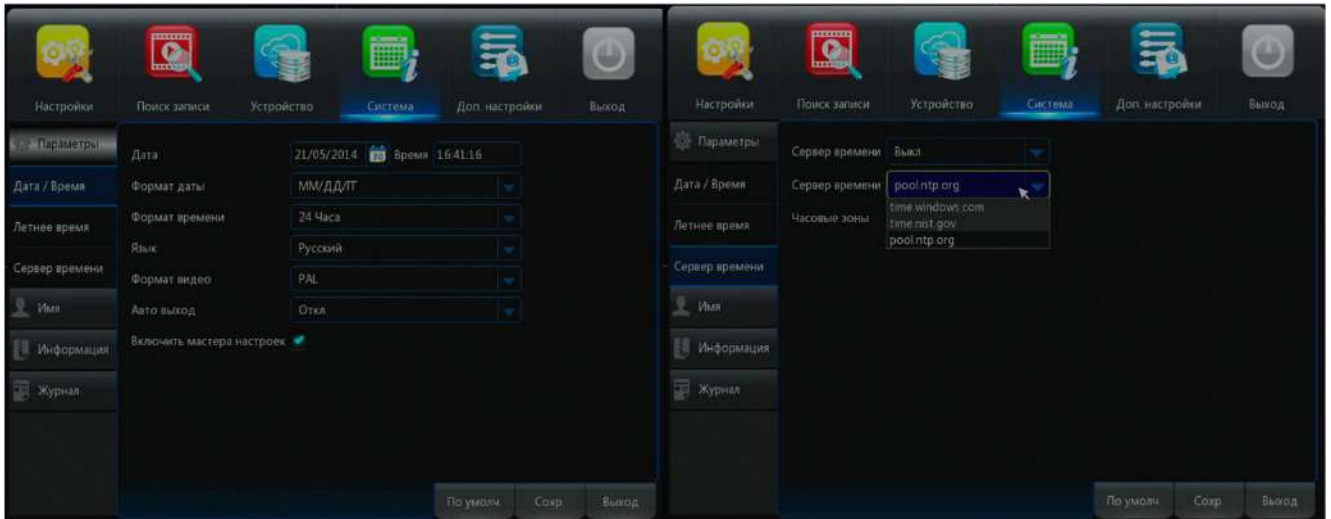 Настройки Поиск записи Устройство Система Доп. настройки Выход
Параметры
Дата / Время
Летнее время
Сервер времени
Имя
Информация
Журнал
Дата 21/05/2014 30 Время 16:41:16
Формат даты ММ/ДД/ГГ
Формат времени 24 Часа
Язык Русский
Формат видео PAL
Авто выход Откл.
Включить мастера настроек
По умолч. Сохр. Выход
Настройки Поиск записи Устройство Система Доп. настройки Выход
Параметры
Дата / Время
Летнее время
Сервер времени
Имя
Информация
Журнал
Сервер времени Выкл.
Сервер времени pool.ntp.org
time.windows.com
time.nist.gov
pool.ntp.org
Часовые зоны
По умолч. Сохр. Выход